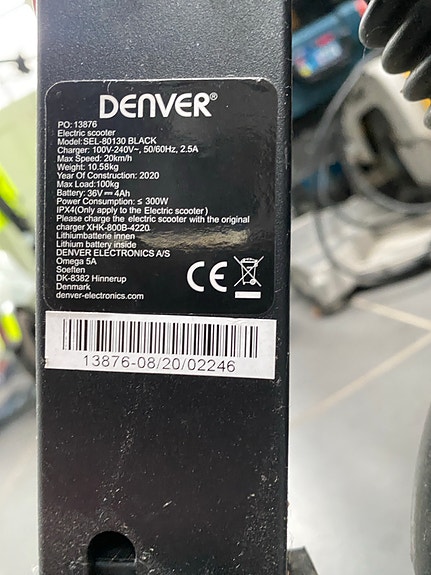 DENVER®
PO: 13876
Electric scooter
Model:SEL-80130 BLACK
Charger: 100V-240V~, 50/60Hz, 2.5A
Max Speed: 20km/h
Weight: 10.58kg
Year Of Construction: 2020
Max Load:100kg
Battery: 36V⎓4Ah
Power Consumption: ≤ 300W
IPX4(Only apply to the Electric scooter)
Please charge the electric scooter with the original
charger XHK-800B-4220.
Lithiumbatterie innen
Lithium battery inside
DENVER ELECTRONICS A/S
Omega 5A
Soeften
DK-8382 Hinnerup
Denmark
denver-electronics.com
CE
13876-08/20/02246